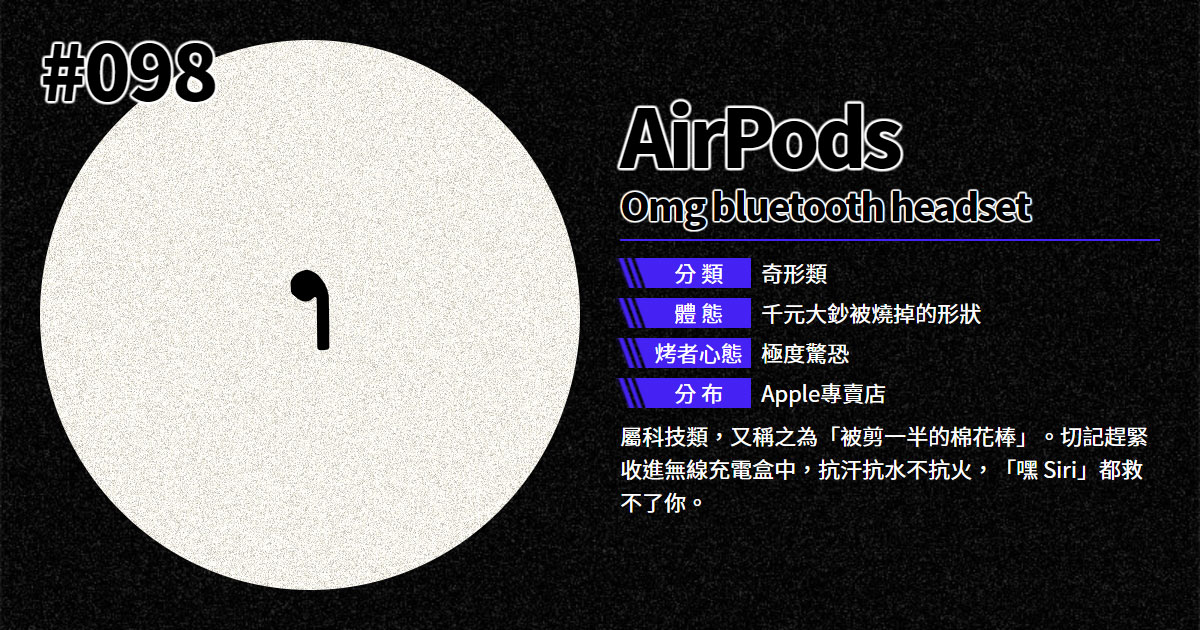 #098
AirPods
Omg bluetooth headset
分類 奇形類
體態 千元大鈔被燒掉的形狀
烤者心態 極度驚恐
分布 Apple專賣店
屬科技類，又稱之為「被剪一半的棉花棒」。切記趕緊
收進無線充電盒中，抗汗抗水不抗火，「嘿 Siri」都救
不了你。